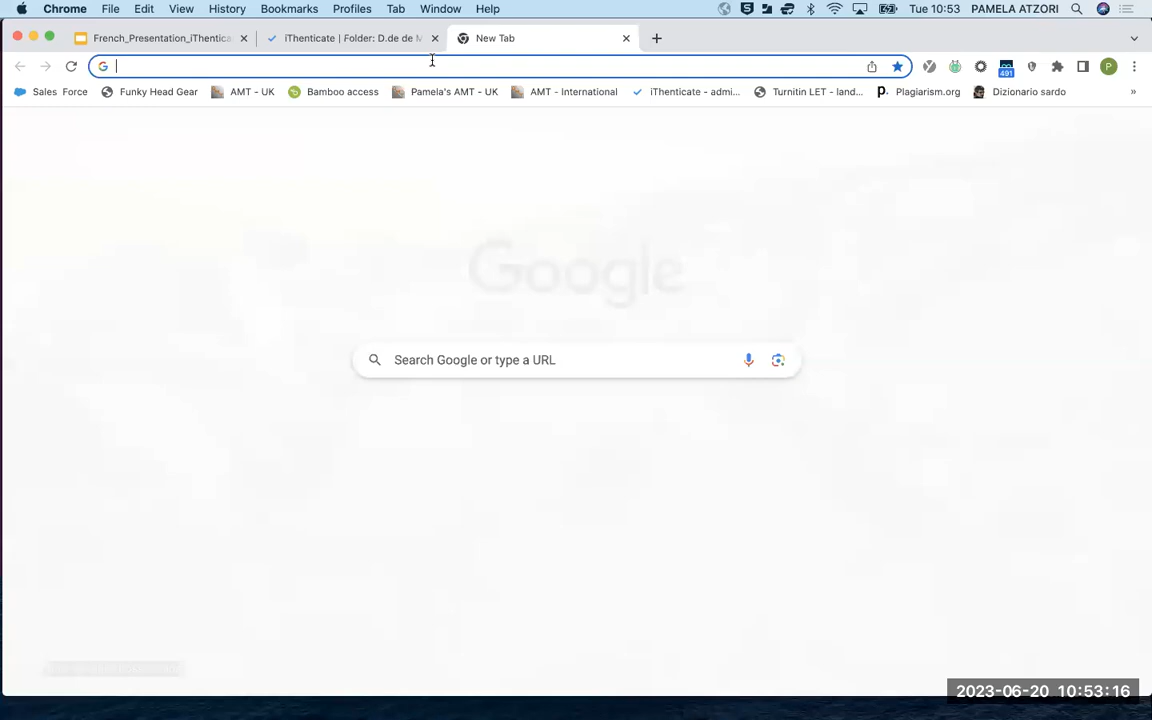 Chrome File Edit View History Bookmarks Profiles Tab Window Help Tue 10:53 PAMELA ATZORI
French_Presentation_iThentica iThenticate | Folder: D.de de M New Tab
G P
491
Sales Force Funky Head Gear AMT - UK Bamboo access Pamela's AMT - UK AMT - International iThenticate - admi... Turnitin LET - land... Plagiarism.org Dizionario sardo »
Google
Search Google or type a URL
2023-06-20 10:53:16